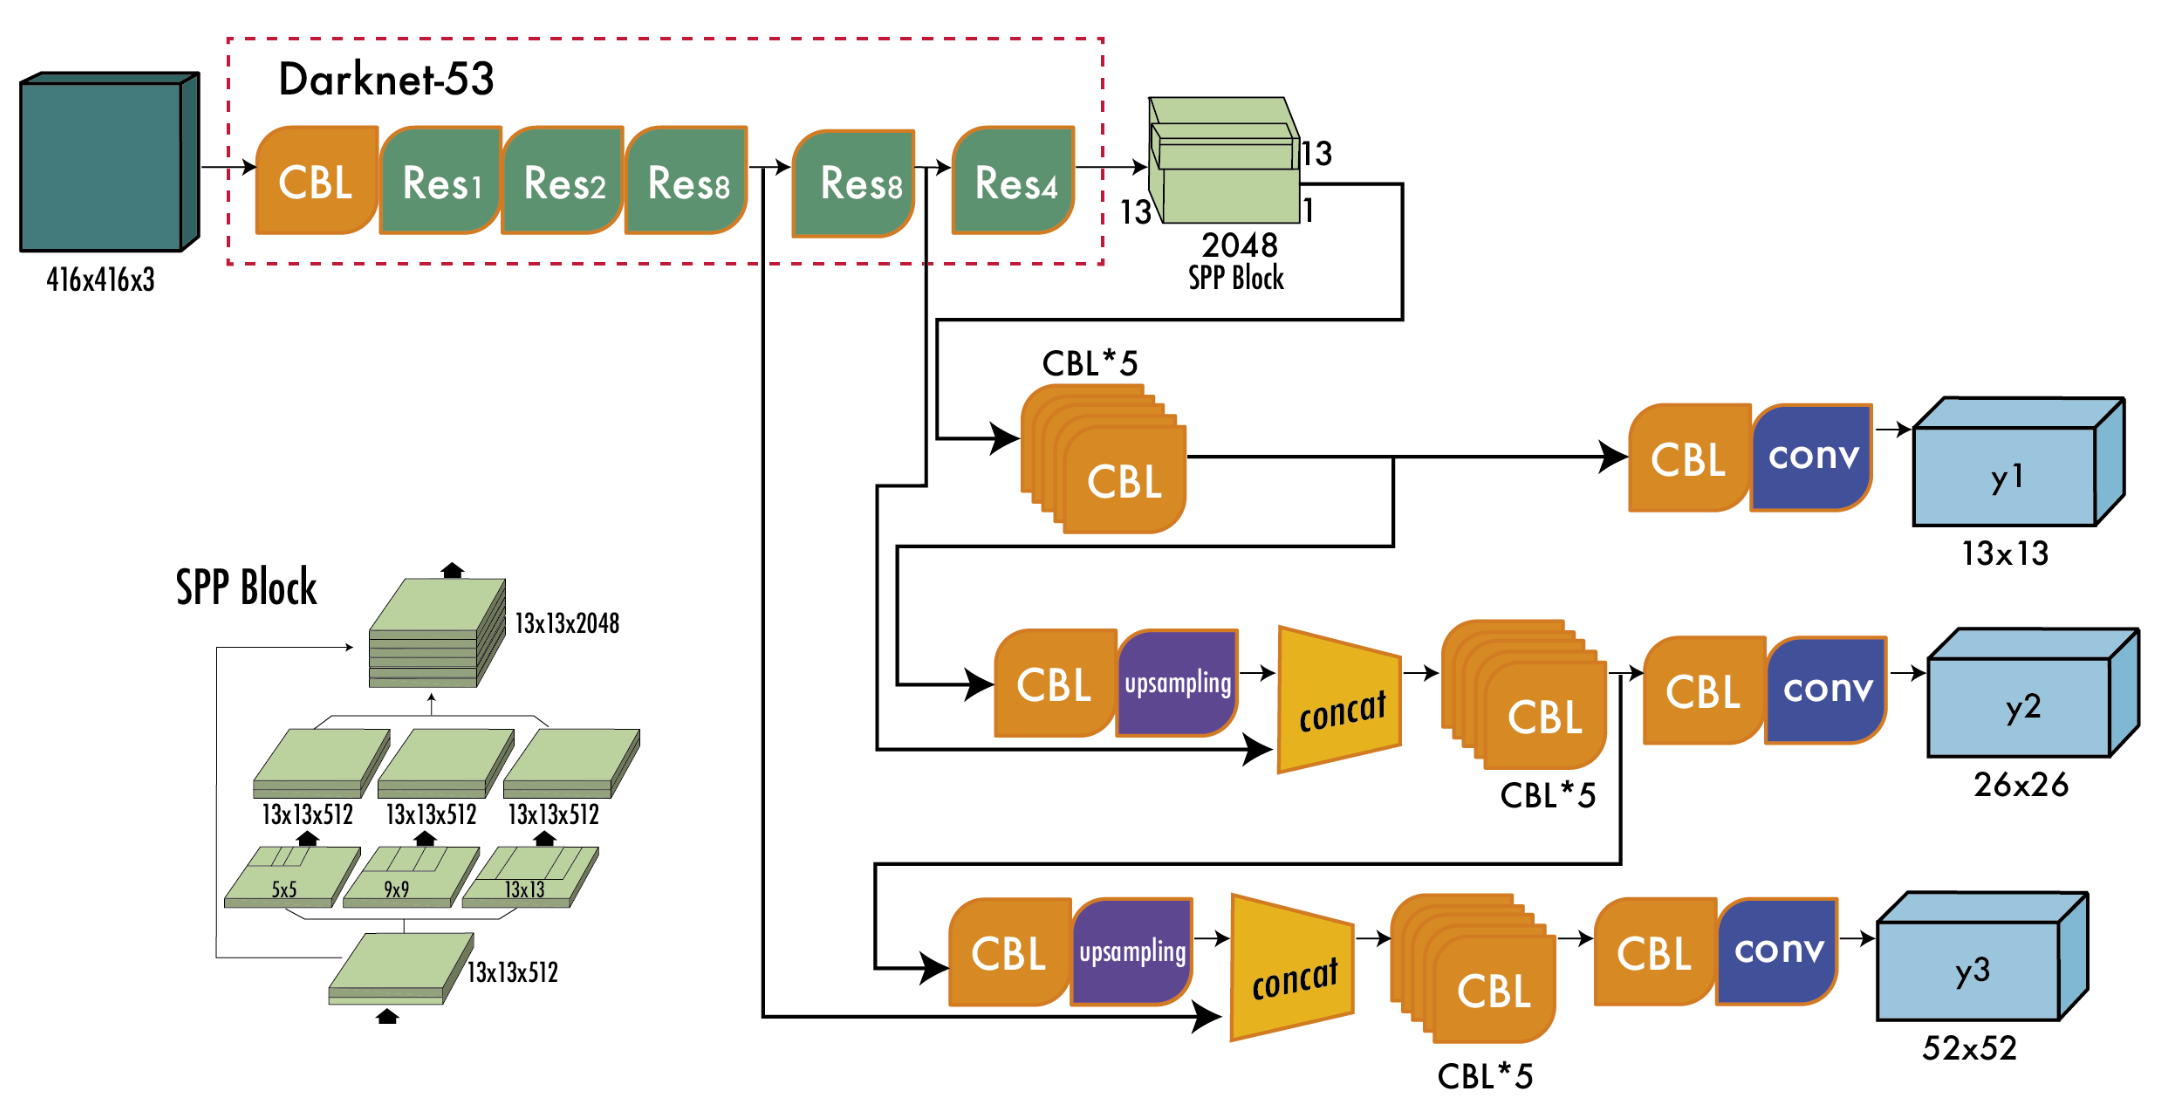 Darknet-53
CBL
Res1
Res2
Res8
Res8
Res4
416x416x3
13
13
1
2048
SPP Block
CBL*5
CBL
CBL
conv
y1
13x13
CBL
upsampling
concat
CBL
CBL*5
CBL
conv
y2
26x26
CBL
upsampling
concat
CBL
CBL*5
CBL
conv
y3
52x52
SPP Block
13x13x2048
13x13x512
13x13x512
13x13x512
5x5
9x9
13x13
13x13x512